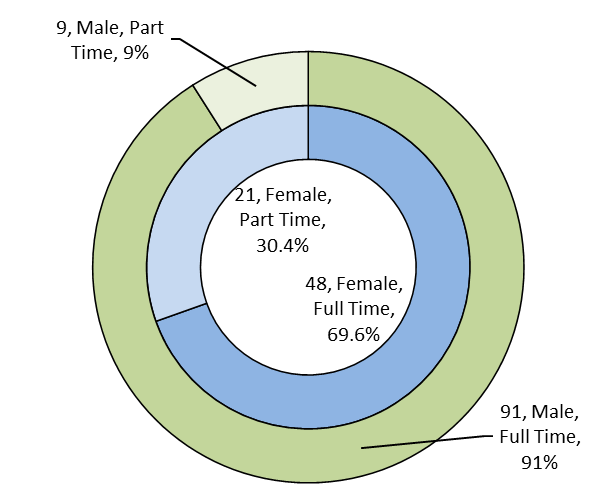 9, Male, Part
Time, 9%
21, Female,
Part Time,
30.4%
48, Female,
Full Time,
69.6%
91, Male,
Full Time,
91%